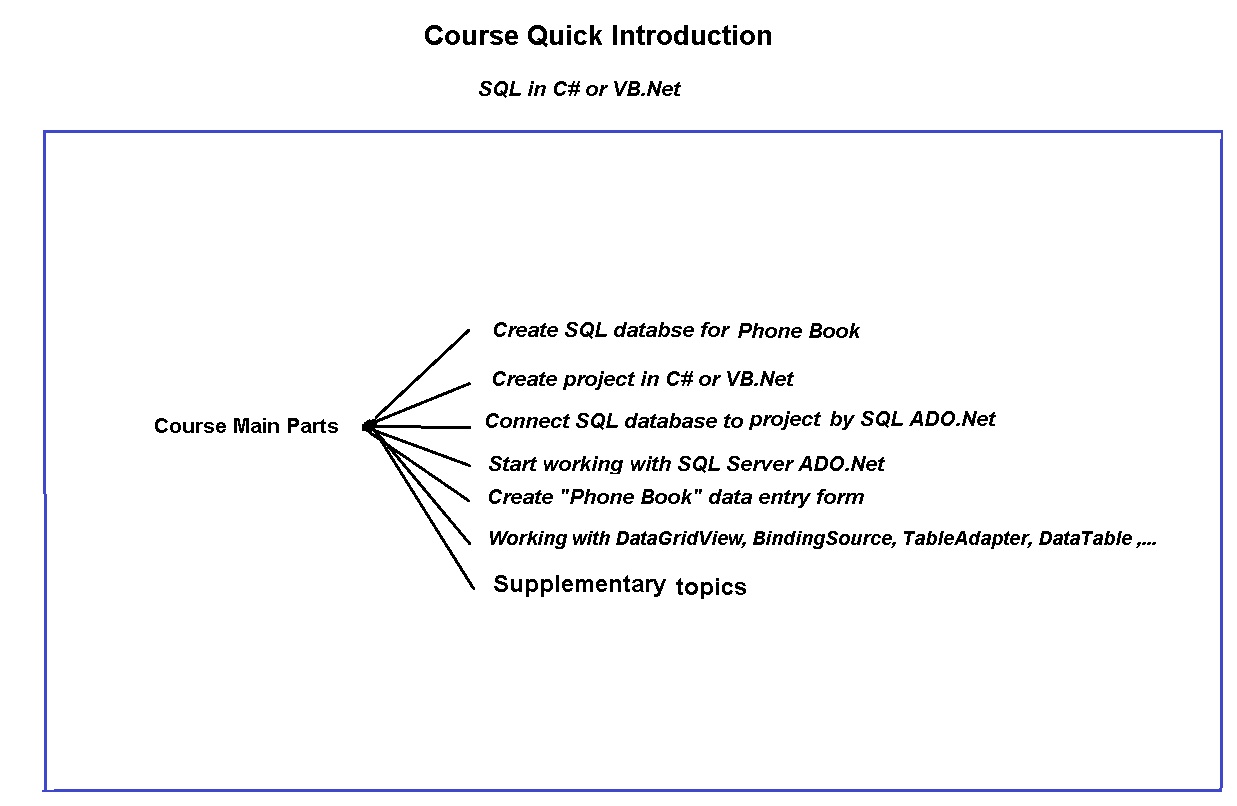 Course Quick Introduction
SQL in C# or VB.Net
Create SQL databse for Phone Book
Create project in C# or VB.Net
Course Main Parts
Connect SQL database to project by SQL ADO.Net
Start working with SQL Server ADO.Net
Create "Phone Book" data entry form
Working with DataGridView, BindingSource, TableAdapter, DataTable ,...
Supplementary topics